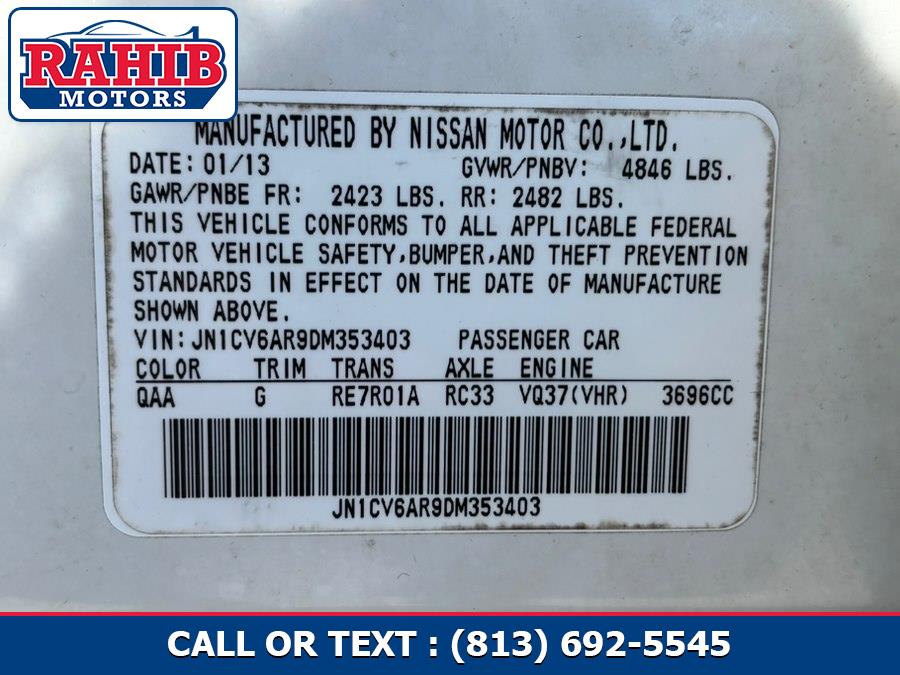 RAHIB
MOTORS
MANUFACTURED BY NISSAN MOTOR CO.,LTD.
DATE: 01/13 GVWR/PNBV: 4846 LBS.
GAWR/PNBE FR: 2423 LBS. RR: 2482 LBS.
THIS VEHICLE CONFORMS TO ALL APPLICABLE FEDERAL
MOTOR VEHICLE SAFETY,BUMPER,AND THEFT PREVENTION
STANDARDS IN EFFECT ON THE DATE OF MANUFACTURE
SHOWN ABOVE.
VIN:JN1CV6AR9DM353403 PASSENGER CAR
COLOR TRIM TRANS AXLE ENGINE
QAA G RE7R01A RC33 VQ37(VHR) 3696CC
JN1CV6AR9DM353403
CALL OR TEXT : (813) 692-5545